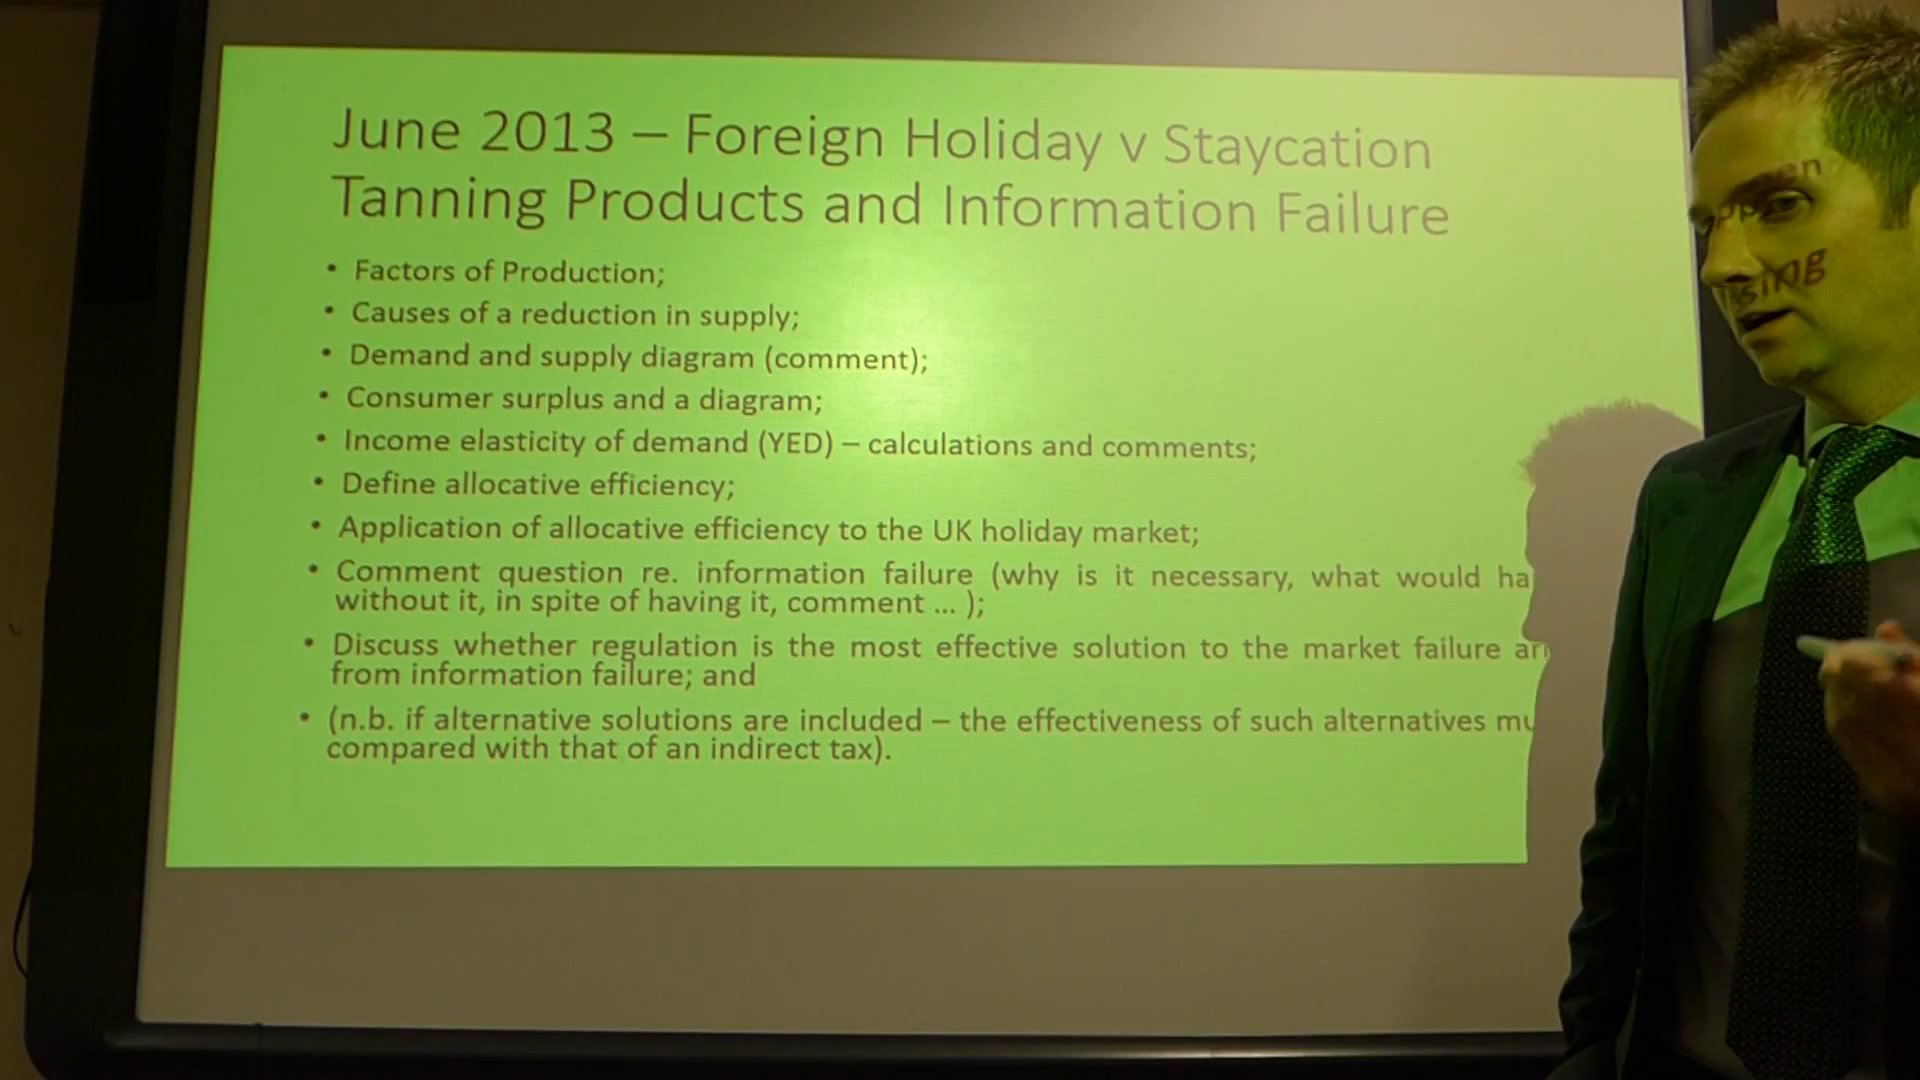 June 2013 – Foreign Holiday v Staycation
Tanning Products and Information Failure
• Factors of Production;
• Causes of a reduction in supply;
• Demand and supply diagram (comment);
• Consumer surplus and a diagram;
• Income elasticity of demand (YED) – calculations and comments;
• Define allocative efficiency;
• Application of allocative efficiency to the UK holiday market;
• Comment question re. information failure (why is it necessary, what would ha
without it, in spite of having it, comment ... );
• Discuss whether regulation is the most effective solution to the market failure
from information failure; and
• (n.b. if alternative solutions are included – the effectiveness of such alternatives
compared with that of an indirect tax).